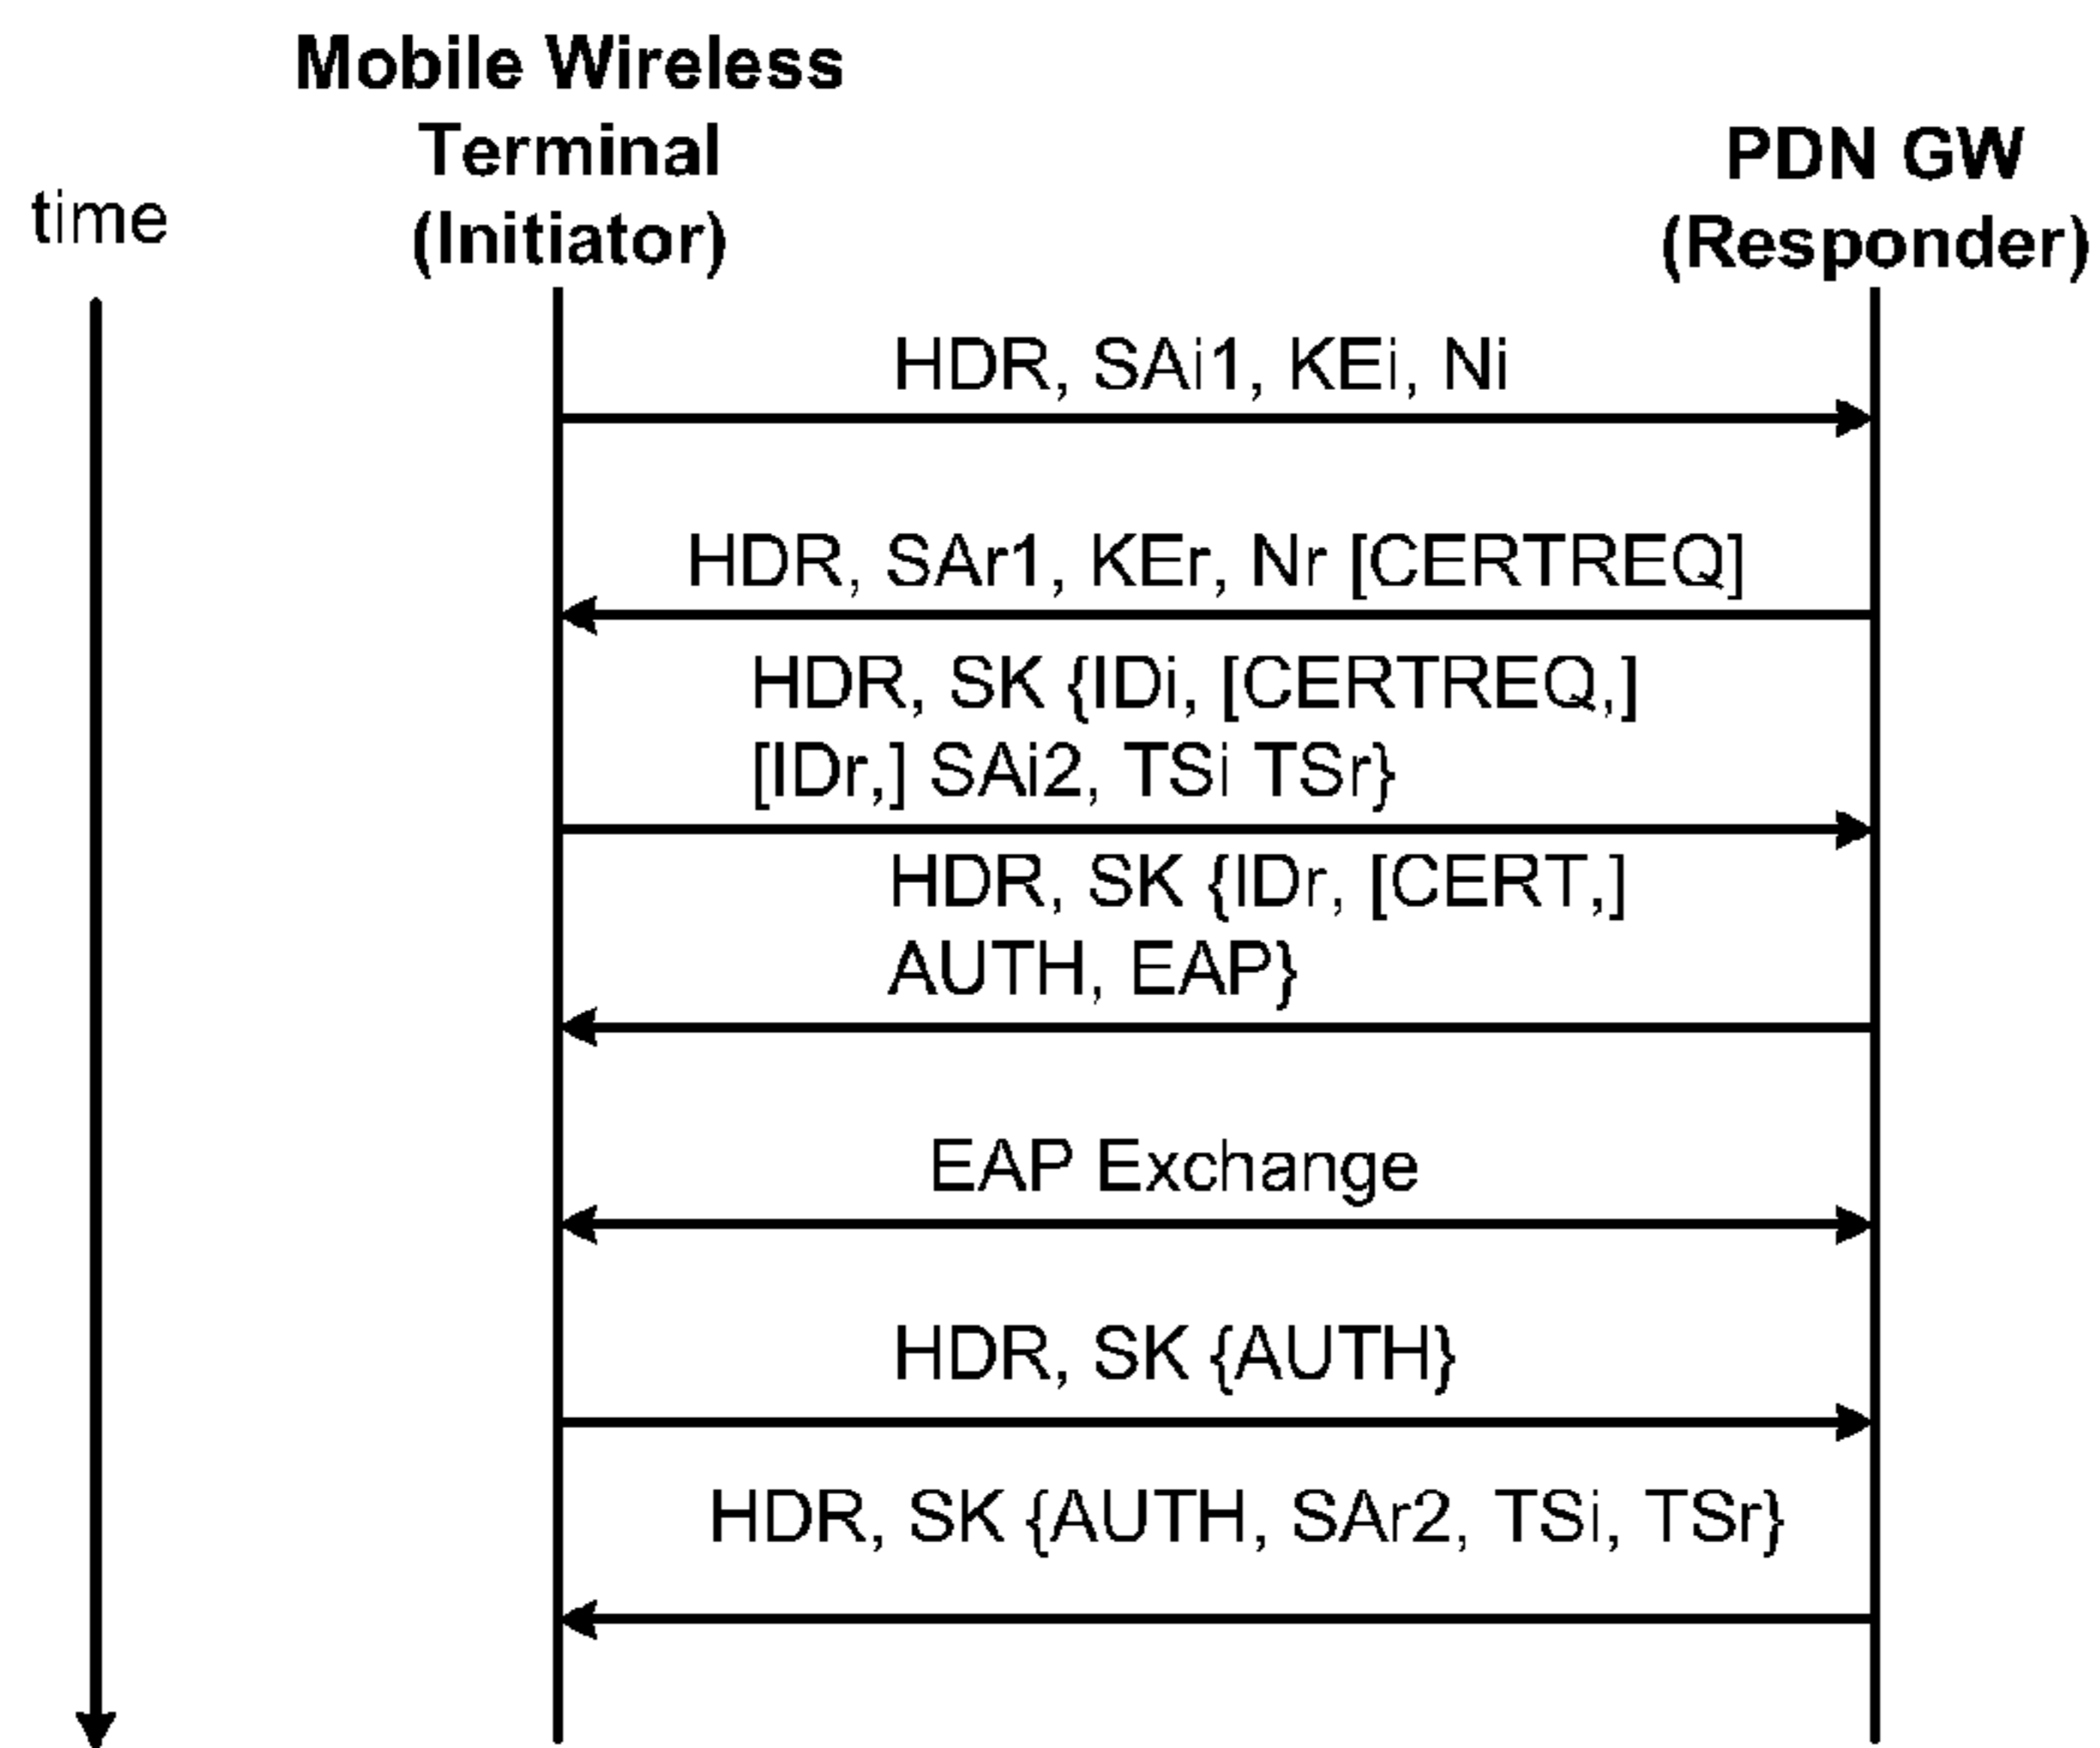 Mobile Wireless
Terminal
(Initiator)
PDN GW
(Responder)
time
HDR, SAi1, KEi, Ni
HDR, SAr1, KEr, Nr [CERTREQ]
HDR, SK {IDi, [CERTREQ,]
[IDr,] SAi2, TSi TSr}
HDR, SK {IDr, [CERT,]
AUTH, EAP}
EAP Exchange
HDR, SK {AUTH}
HDR, SK {AUTH, SAr2, TSi, TSr}